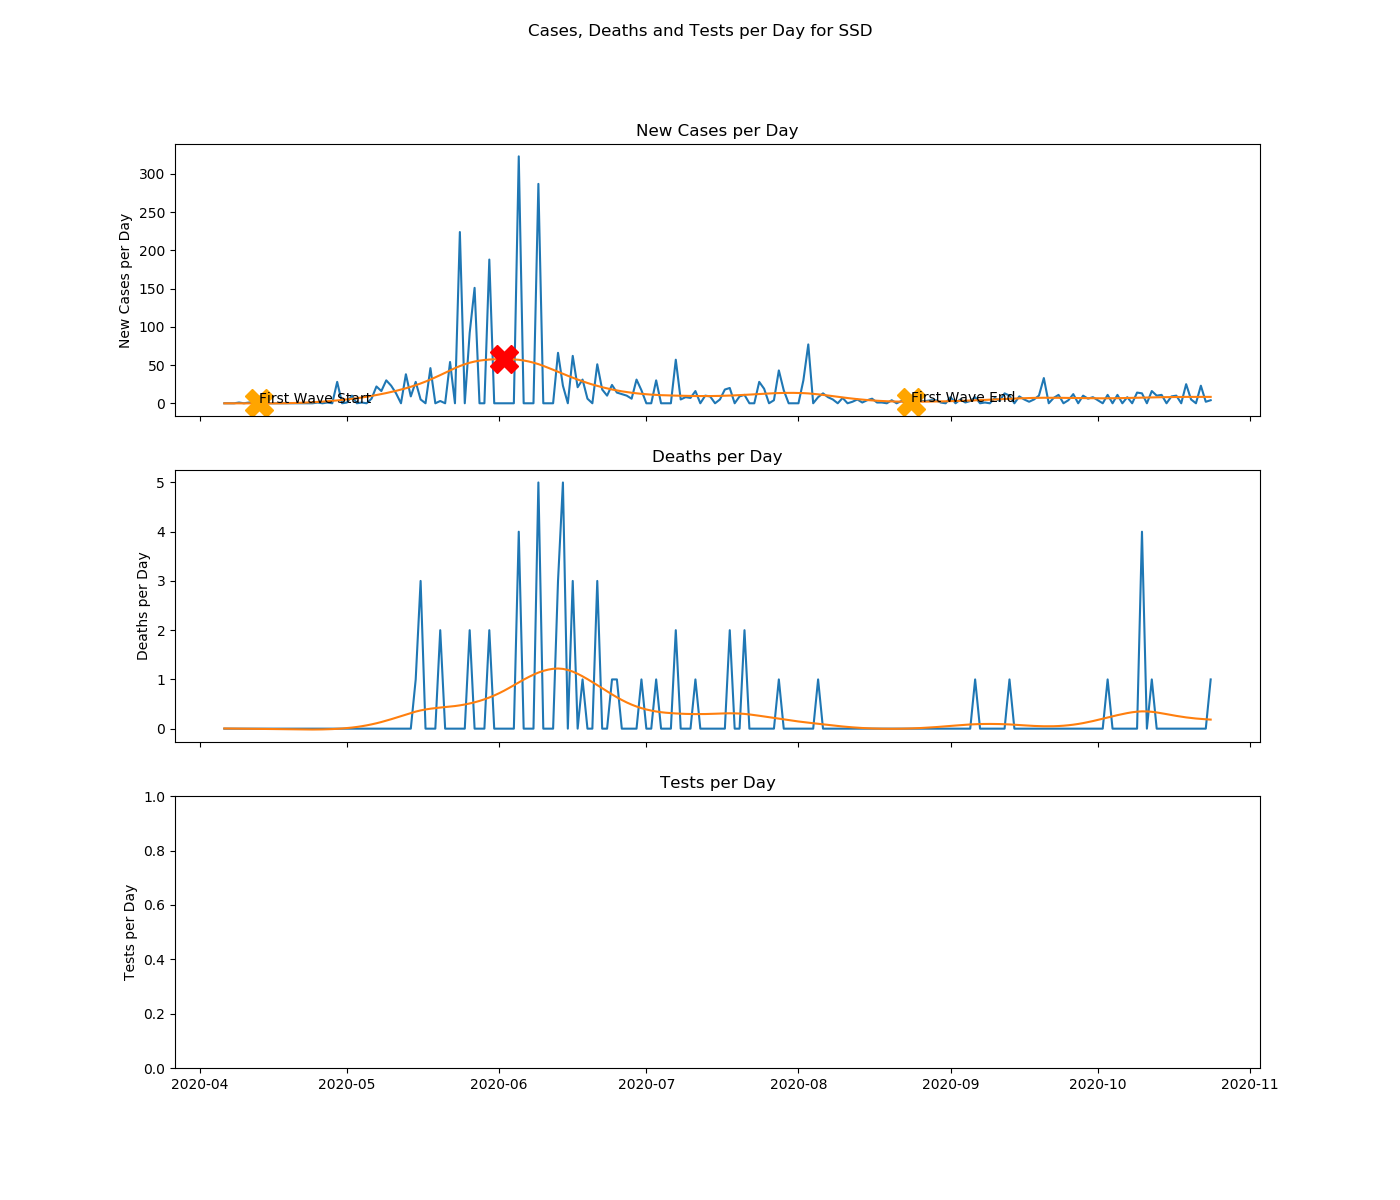 Cases, Deaths and Tests per Day for SSD
New Cases per Day
New Cases per Day
300
250
200
150
100
50
0
First Wave Start
First Wave End
Deaths per Day
Deaths per Day
5
4
3
2
1
0
Tests per Day
Tests per Day
1.0
0.8
0.6
0.4
0.2
0.0
2020-04 2020-05 2020-06 2020-07 2020-08 2020-09 2020-10 2020-11